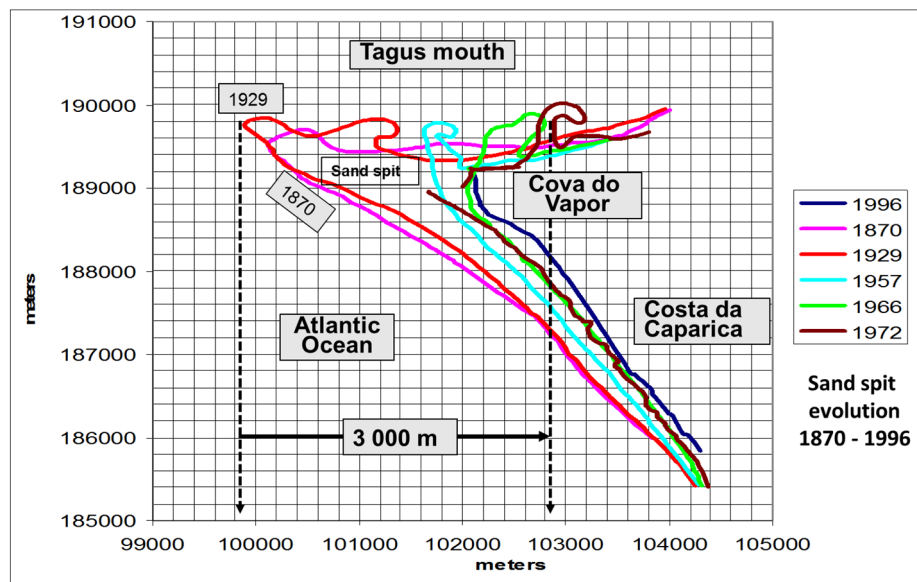 191000
190000
189000
188000
187000
186000
185000
meters
99000 100000 101000 102000 103000 104000 105000
meters
Tagus mouth
1929
Sand spit
1870
Cova do
Vapor
Atlantic
Ocean
Costa da
Caparica
3 000 m
1996
1870
1929
1957
1966
1972
Sand spit
evolution
1870 - 1996